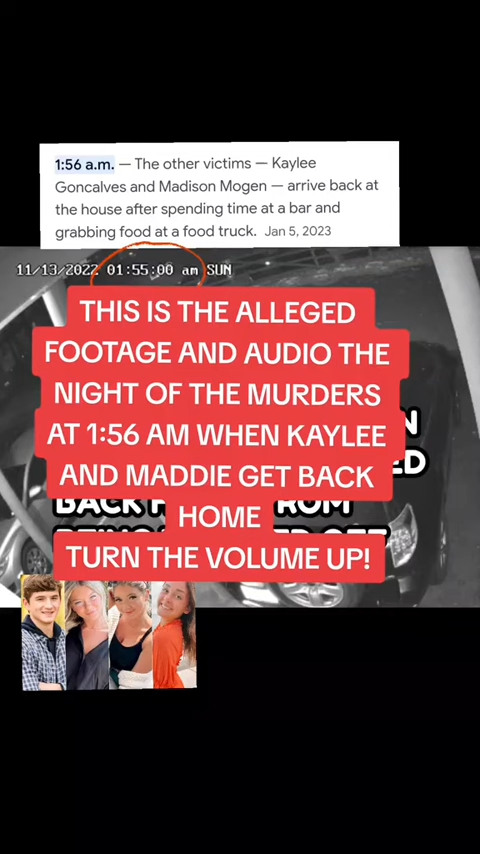 1:56 a.m. — The other victims — Kaylee
Goncalves and Madison Mogen — arrive back at
the house after spending time at a bar and
grabbing food at a food truck. Jan 5, 2023
11/13/2022 01:55:00 am SUN
THIS IS THE ALLEGED
FOOTAGE AND AUDIO THE
NIGHT OF THE MURDERS
AT 1:56 AM WHEN KAYLEE
AND MADDIE GET BACK
HOME
TURN THE VOLUME UP!
BACK FROM